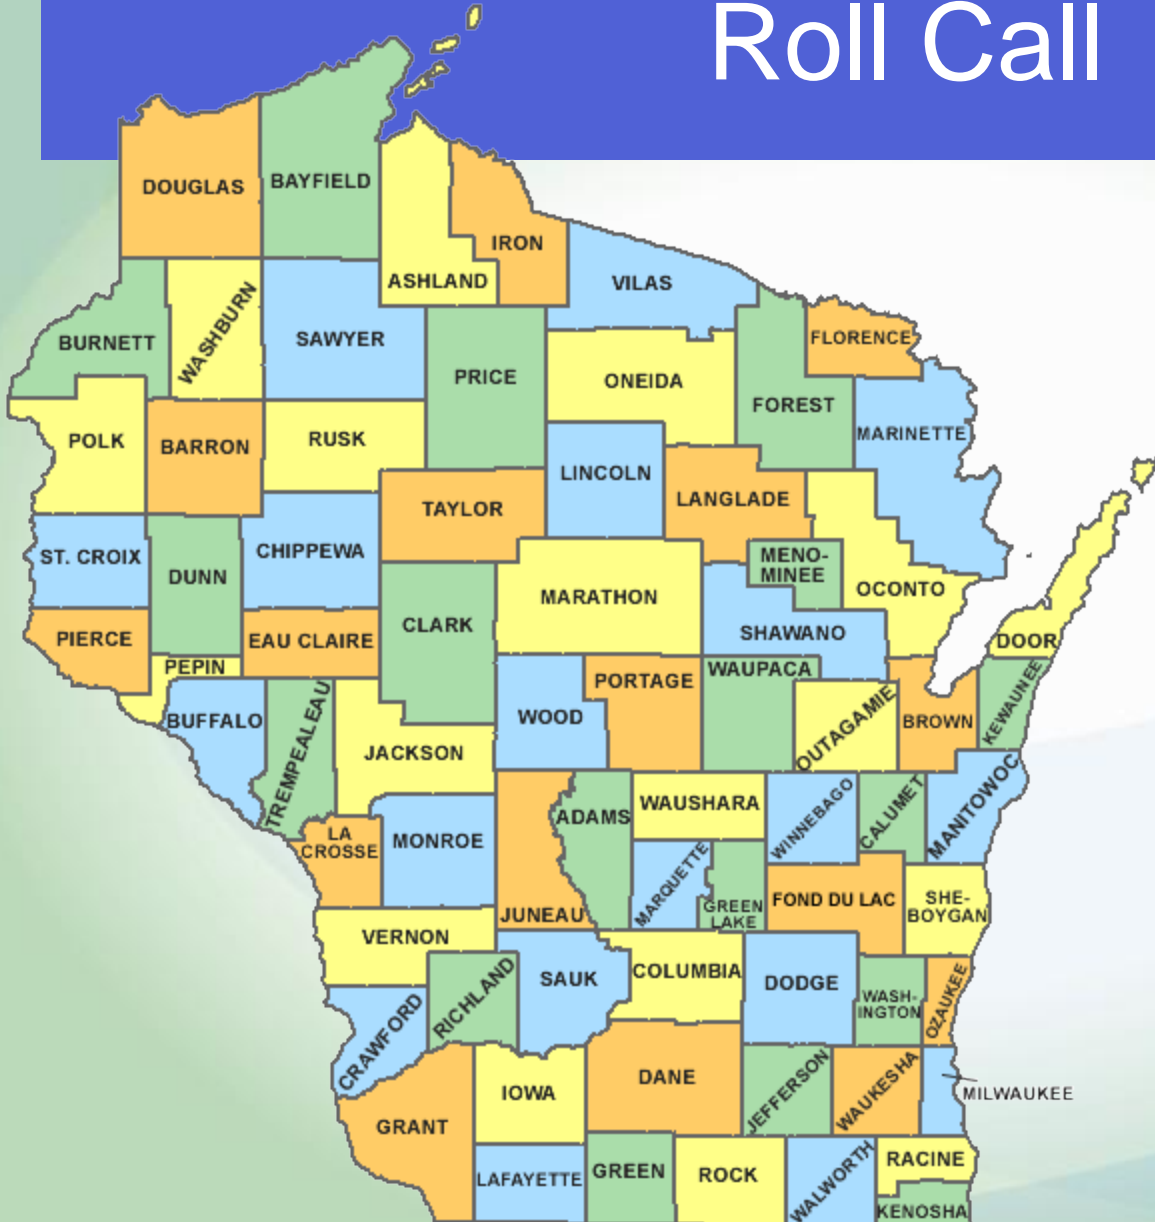 Roll Call
DOUGLAS
BAYFIELD
ASHLAND
IRON
VILAS
BURNETT
WASHBURN
SAWYER
PRICE
ONEIDA
FOREST
FLORENCE
MARINETTE
POLK
BARRON
RUSK
LINCOLN
LANGLADE
TAYLOR
ST. CROIX
DUNN
CHIPPEWA
MENO-
MINEE
OCONTO
MARATHON
CLARK
SHAWANO
DOOR
PIERCE
EAU CLAIRE
PEPIN
PORTAGE
WAUPACA
KEWAUNEE
BUFFALO
TREMPEALEAU
JACKSON
WOOD
OUTAGAMIE
BROWN
ADAMS
WAUSHARA
WINNEBAGO
CALUMET
MANITOWOC
LA
CROSSE
MONROE
JUNEAU
MARQUETTE
GREEN
LAKE
FOND DU LAC
SHE-
BOYGAN
VERNON
RICHLAND
SAUK
COLUMBIA
DODGE
WASH-
INGTON
OZAUKEE
CRAWFORD
GRANT
IOWA
DANE
JEFFERSON
WAUKESHA
MILWAUKEE
LAFAYETTE
GREEN
ROCK
WALWORTH
RACINE
KENOSHA